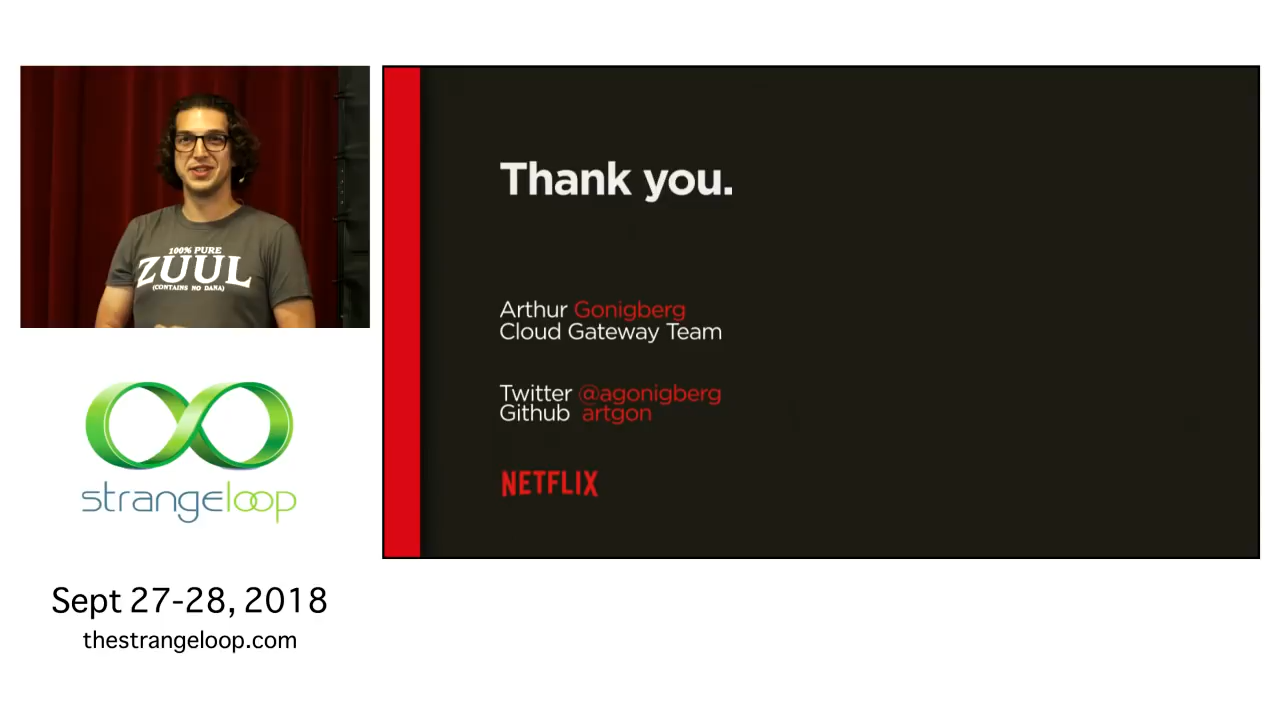 100% PURE
ZUUL
(CONTAINS NO DANA)
strangeloop
Sept 27-28, 2018
thestrangeloop.com
Thank you.
Arthur Gonigberg
Cloud Gateway Team
Twitter @agonigberg
Github artgon
NETFLIX